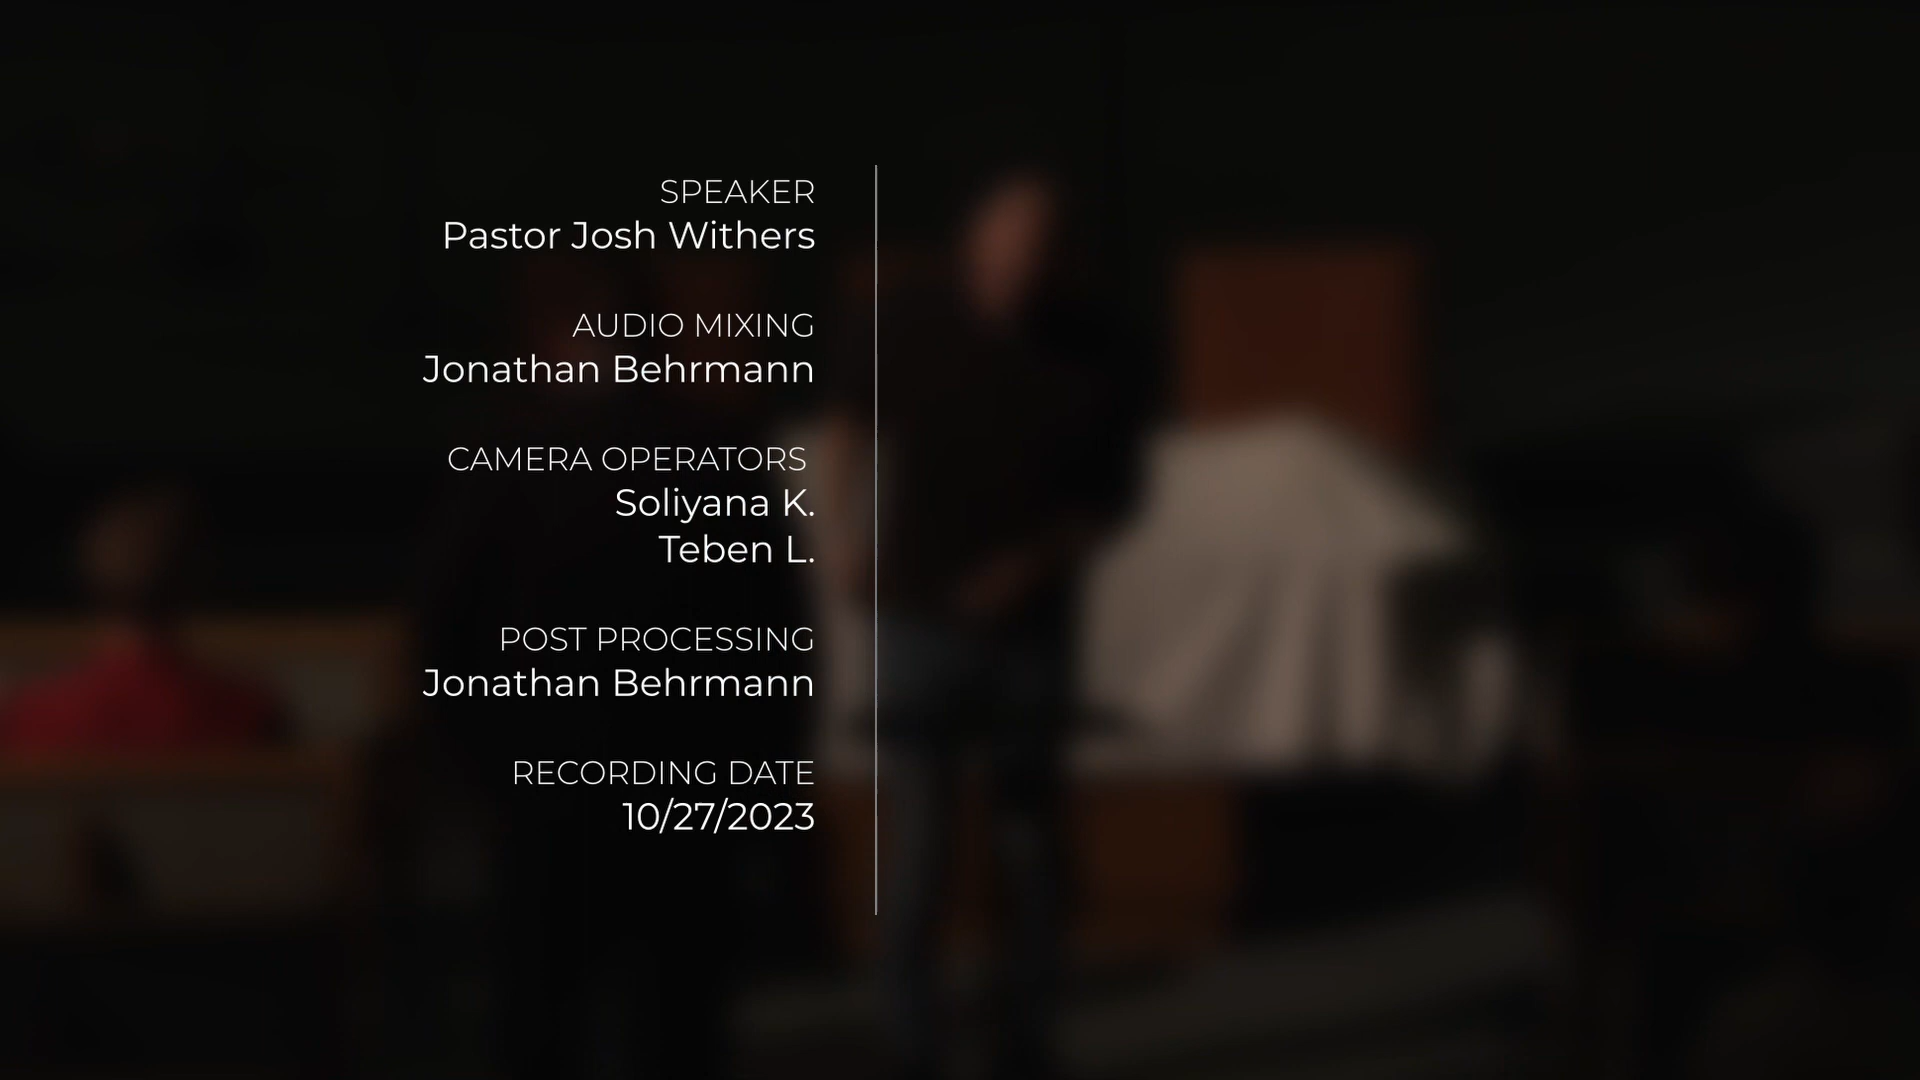 SPEAKER
Pastor Josh Withers
AUDIO MIXING
Jonathan Behrmann
CAMERA OPERATORS
Soliyana K.
Teben L.
POST PROCESSING
Jonathan Behrmann
RECORDING DATE
10/27/2023